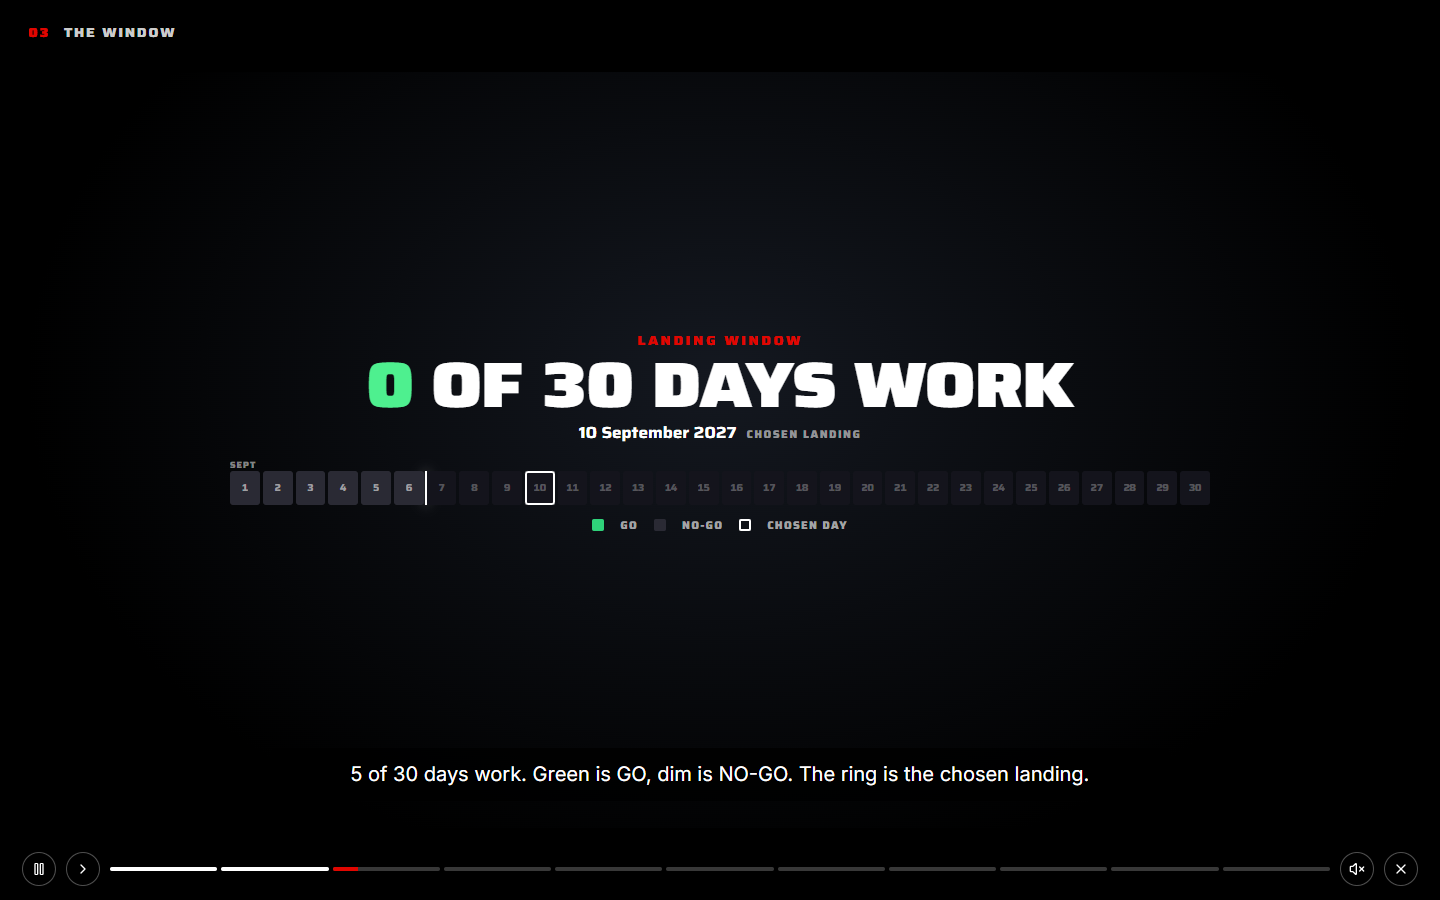 03 THE WINDOW
LANDING WINDOW
0 OF 30 DAYS WORK
10 September 2027 CHOSEN LANDING
SEPT
1 2 3 4 5 6 7 8 9 10 11 12 13 14 15 16 17 18 19 20 21 22 23 24 25 26 27 28 29 30
GO NO-GO CHOSEN DAY
5 of 30 days work. Green is GO, dim is NO-GO. The ring is the chosen landing.